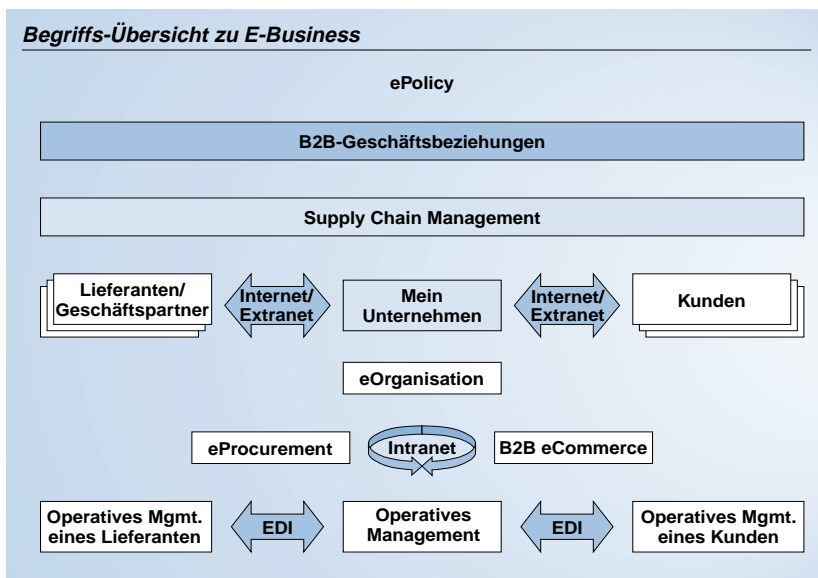 Begriffs-Übersicht zu E-Business
ePolicy
B2B-Geschäftsbeziehungen
Supply Chain Management
Lieferanten/
Geschäftspartner
Internet/
Extranet
Mein
Unternehmen
Internet/
Extranet
Kunden
eOrganisation
eProcurement
Intranet
B2B eCommerce
Operatives Mgmt.
eines Lieferanten
EDI
Operatives
Management
EDI
Operatives Mgmt.
eines Kunden